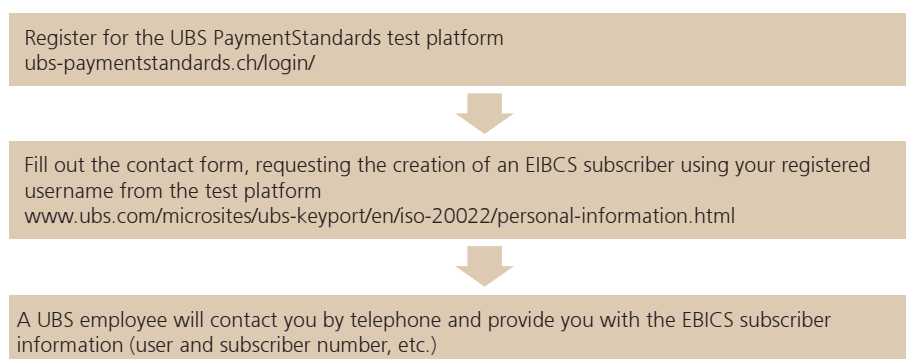 Register for the UBS PaymentStandards test platform
ubs-paymentstandards.ch/login/
Fill out the contact form, requesting the creation of an EIBCS subscriber using your registered
username from the test platform
www.ubs.com/microsites/ubs-keyport/en/iso-20022/personal-information.html
A UBS employee will contact you by telephone and provide you with the EBICS subscriber
information (user and subscriber number, etc.)